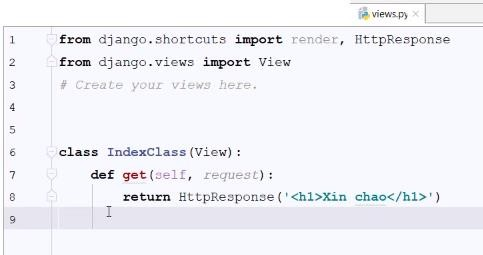 views.py
1 from django.shortcuts import render, HttpResponse
2 from django.views import View
3 # Create your views here.
4
5
6 class IndexClass(View):
7     def get(self, request):
8         return HttpResponse('<h1>Xin chao</h1>')
9